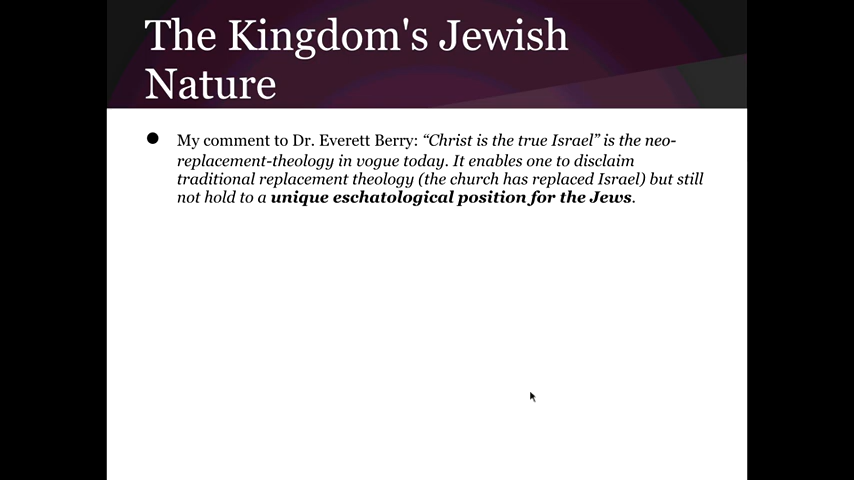 The Kingdom's Jewish
Nature
● My comment to Dr. Everett Berry: “Christ is the true Israel” is the neo-
replacement-theology in vogue today. It enables one to disclaim
traditional replacement theology (the church has replaced Israel) but still
not hold to a unique eschatological position for the Jews.